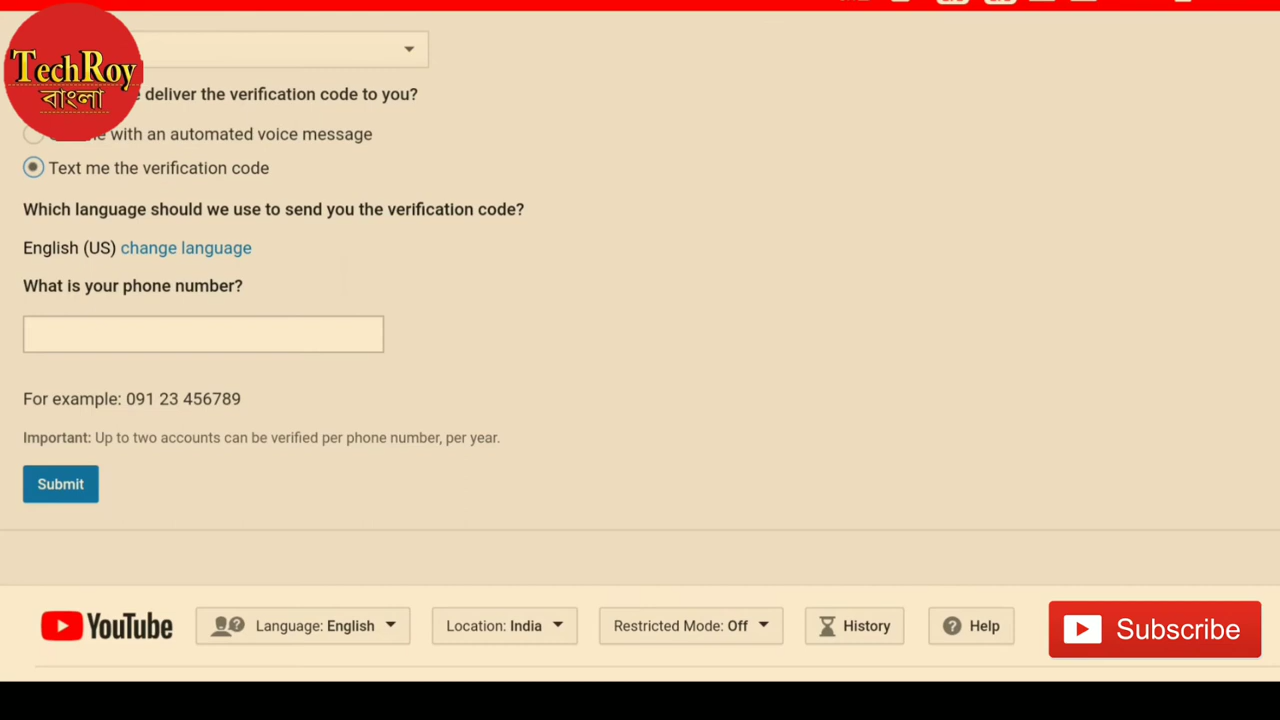 TechRoy
বাংলা
deliver the verification code to you?
with an automated voice message
Text me the verification code
Which language should we use to send you the verification code?
English (US) change language
What is your phone number?
For example: 091 23 456789
Important: Up to two accounts can be verified per phone number, per year.
Submit
YouTube
Language: English
Location: India
Restricted Mode: Off
History
Help
Subscribe